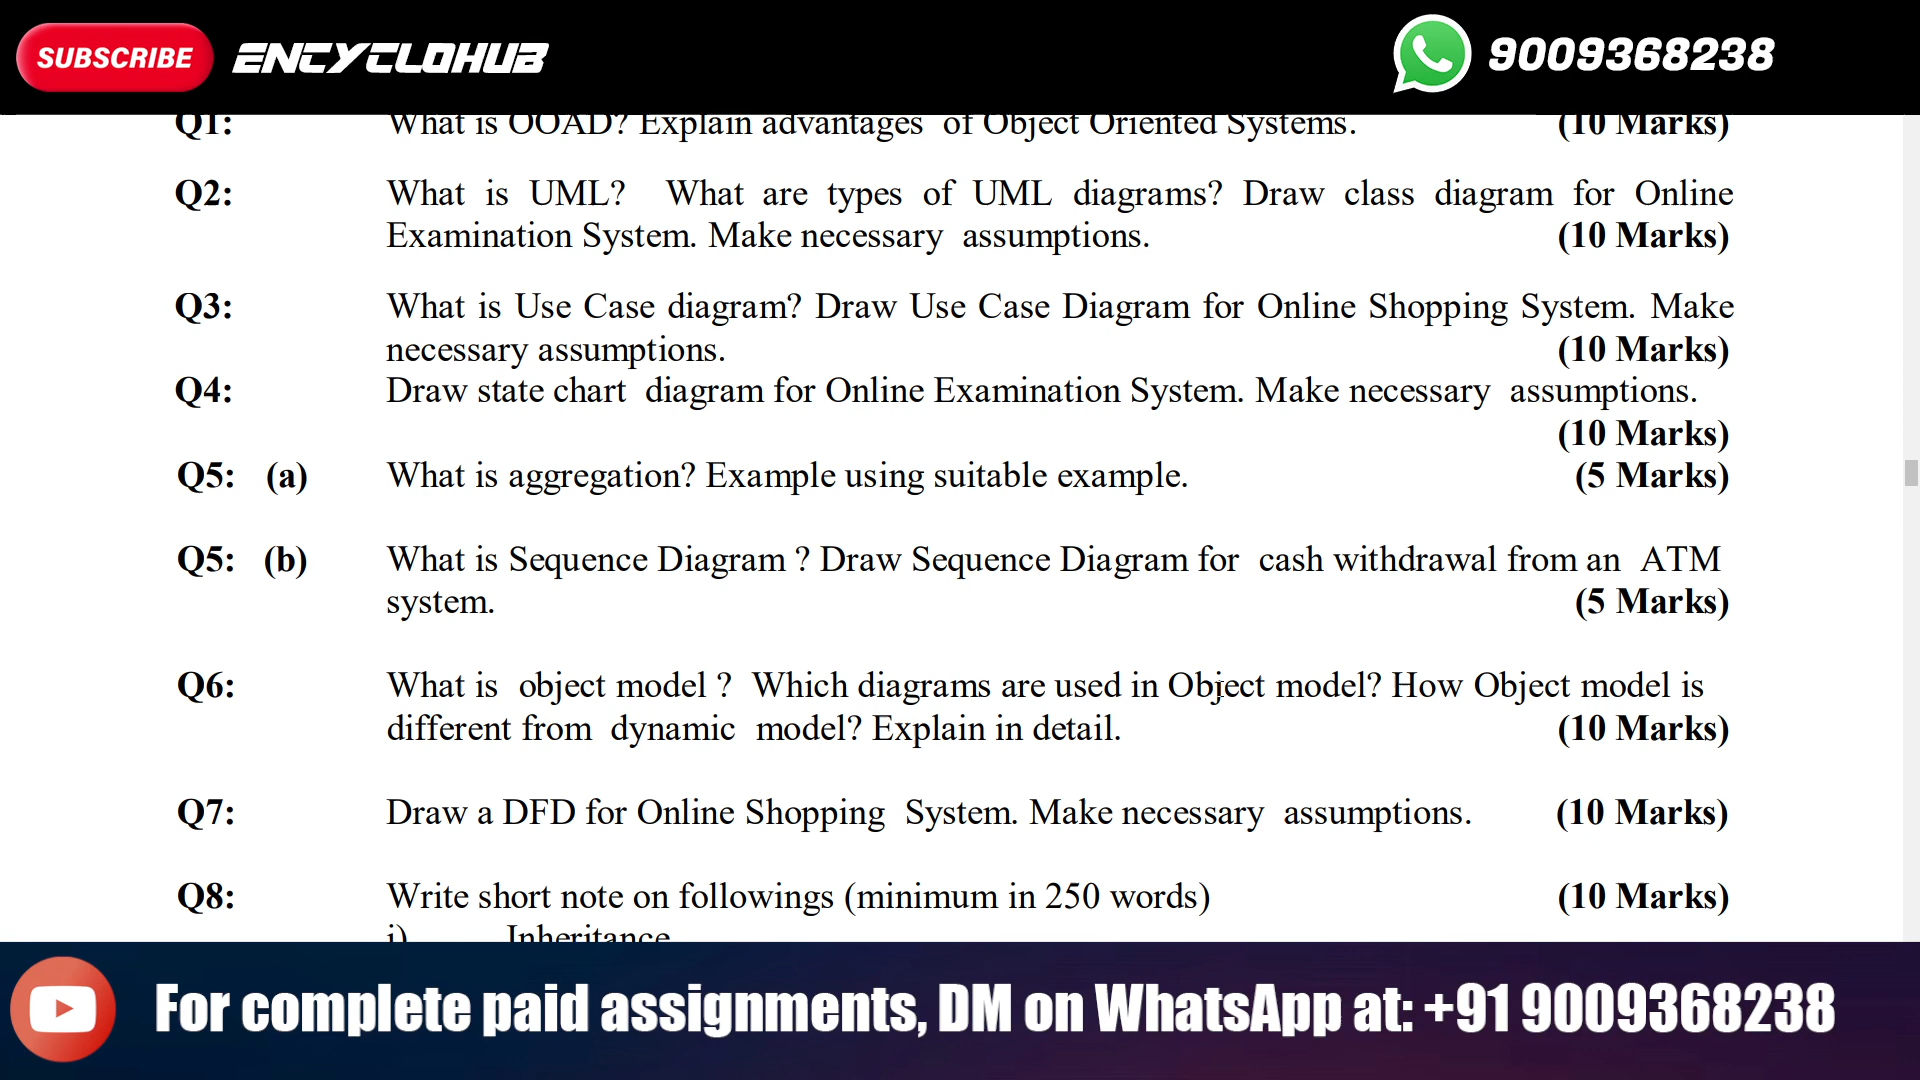 SUBSCRIBE ENCYCLOHUB 9009368238
Q1: What is OOAD? Explain advantages of Object Oriented Systems. (10 Marks)
Q2: What is UML? What are types of UML diagrams? Draw class diagram for Online
Examination System. Make necessary assumptions. (10 Marks)
Q3: What is Use Case diagram? Draw Use Case Diagram for Online Shopping System. Make
necessary assumptions. (10 Marks)
Q4: Draw state chart diagram for Online Examination System. Make necessary assumptions.
(10 Marks)
Q5: (a) What is aggregation? Example using suitable example. (5 Marks)
Q5: (b) What is Sequence Diagram ? Draw Sequence Diagram for cash withdrawal from an ATM
system. (5 Marks)
Q6: What is object model ? Which diagrams are used in Object model? How Object model is
different from dynamic model? Explain in detail. (10 Marks)
Q7: Draw a DFD for Online Shopping System. Make necessary assumptions. (10 Marks)
Q8: Write short note on followings (minimum in 250 words) (10 Marks)
i) Inheritance
For complete paid assignments, DM on WhatsApp at: +91 9009368238